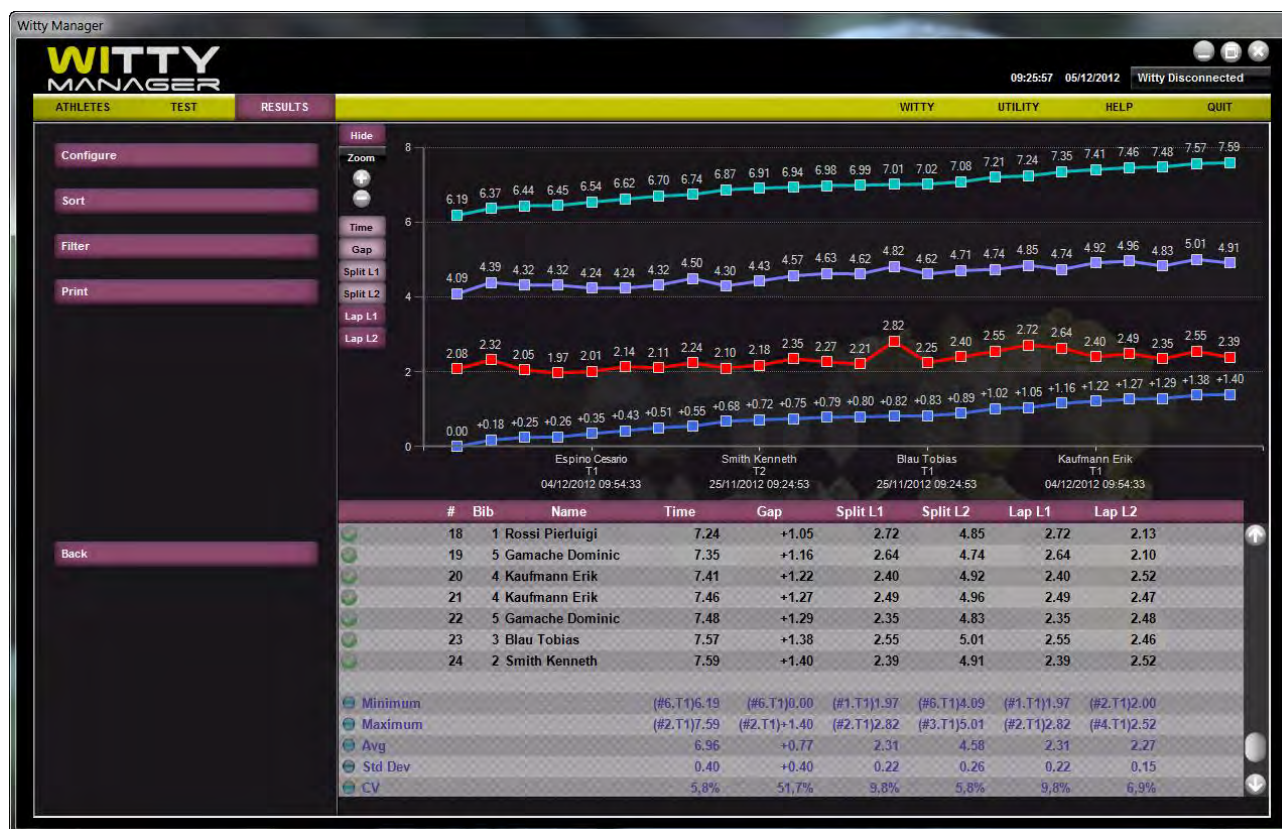 Witty Manager
WITTY
MANAGER
09:25:57 05/12/2012 Witty Disconnected
ATHLETES TEST RESULTS WITTY UTILITY HELP QUIT
Configure
Sort
Filter
Print
Back
Hide
Zoom
Time
Gap
Split L1
Split L2
Lap L1
Lap L2
8
6
4
2
0
6.19 6.37 6.44 6.45 6.54 6.62 6.70 6.74 6.87 6.91 6.94 6.98 6.99 7.01 7.02 7.08 7.21 7.24 7.35 7.41 7.46 7.48 7.57 7.59
4.09 4.39 4.32 4.32 4.24 4.24 4.32 4.50 4.30 4.43 4.57 4.63 4.62 4.82 4.62 4.71 4.74 4.85 4.74 4.92 4.96 4.83 5.01 4.91
2.08 2.32 2.05 1.97 2.01 2.14 2.11 2.24 2.10 2.18 2.35 2.27 2.21 2.82 2.25 2.40 2.55 2.72 2.64 2.40 2.49 2.35 2.55 2.39
0.00 +0.18 +0.25 +0.26 +0.35 +0.43 +0.51 +0.55 +0.68 +0.72 +0.75 +0.79 +0.80 +0.82 +0.83 +0.89 +1.02 +1.05 +1.16 +1.22 +1.27 +1.29 +1.38 +1.40
Espino Cesario Smith Kenneth Blau Tobias Kaufmann Erik
T1 T2 T1 T1
04/12/2012 09:54:33 25/11/2012 09:24:53 25/11/2012 09:24:53 04/12/2012 09:54:33
# Bib Name Time Gap Split L1 Split L2 Lap L1 Lap L2
18 1 Rossi Pierluigi 7.24 +1.05 2.72 4.85 2.72 2.13
19 5 Gamache Dominic 7.35 +1.16 2.64 4.74 2.64 2.10
20 4 Kaufmann Erik 7.41 +1.22 2.40 4.92 2.40 2.52
21 4 Kaufmann Erik 7.46 +1.27 2.49 4.96 2.49 2.47
22 5 Gamache Dominic 7.48 +1.29 2.35 4.83 2.35 2.48
23 3 Blau Tobias 7.57 +1.38 2.55 5.01 2.55 2.46
24 2 Smith Kenneth 7.59 +1.40 2.39 4.91 2.39 2.52
Minimum (#6.T1)6.19 (#6.T1)0.00 (#1.T1)1.97 (#6.T1)4.09 (#1.T1)1.97 (#2.T1)2.00
Maximum (#2.T1)7.59 (#2.T1)+1.40 (#2.T1)2.82 (#3.T1)5.01 (#2.T1)2.82 (#4.T1)2.52
Avg 6.96 +0.77 2.31 4.58 2.31 2.27
Std Dev 0.40 +0.40 0.22 0.26 0.22 0.15
CV 5,8% 51,7% 9,8% 5,8% 9,8% 6,9%